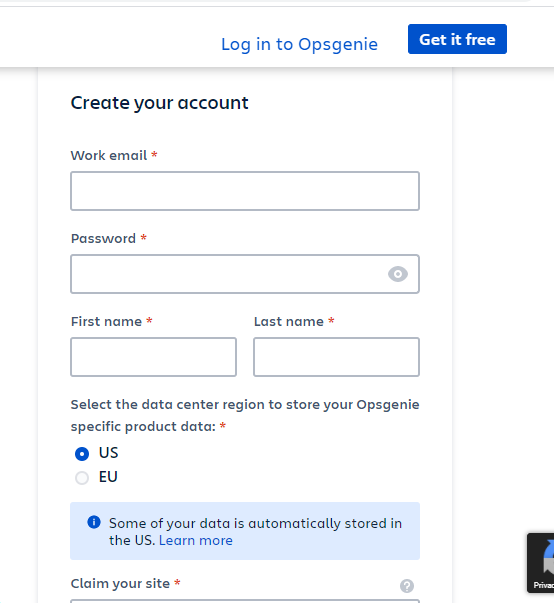 Log in to Opsgenie
Get it free
Create your account
Work email *
Password *
First name *
Last name *
Select the data center region to store your Opsgenie
specific product data: *
US
EU
Some of your data is automatically stored in
the US. Learn more
Claim your site *
?